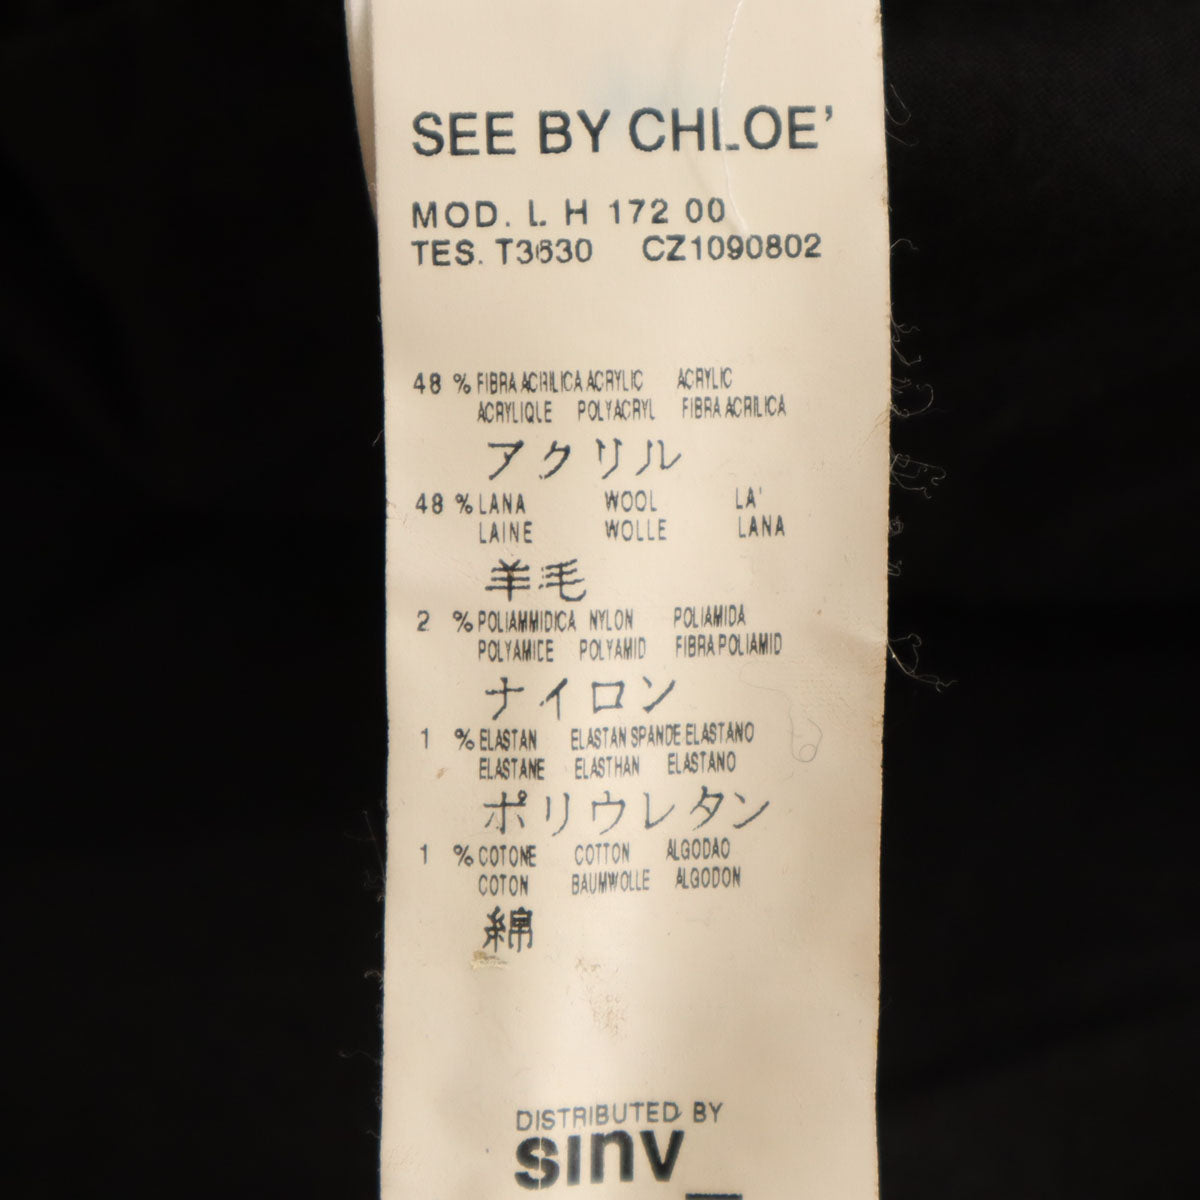 SEE BY CHLOE'
MOD. L H 172 00
TES. T3630 CZ1090802
48 % FIBRA ACRILICA ACRYLIC ACRYLIC
ACRYLIQUE POLYACRYL FIBRA ACRILICA
アクリル
48 % LANA WOOL LA'
LAINE WOLLE LANA
羊毛
2 % POLIAMMIDICA NYLON POLIAMIDA
POLYAMIDE POLYAMID FIBRA POLIAMID
ナイロン
1 % ELASTAN ELASTAN SPANDE ELASTANO
ELASTANE ELASTHAN ELASTANO
ポリウレタン
1 % COTONE COTTON ALGODAO
COTON BAUMWOLLE ALGODON
綿
DISTRIBUTED BY
sinv_